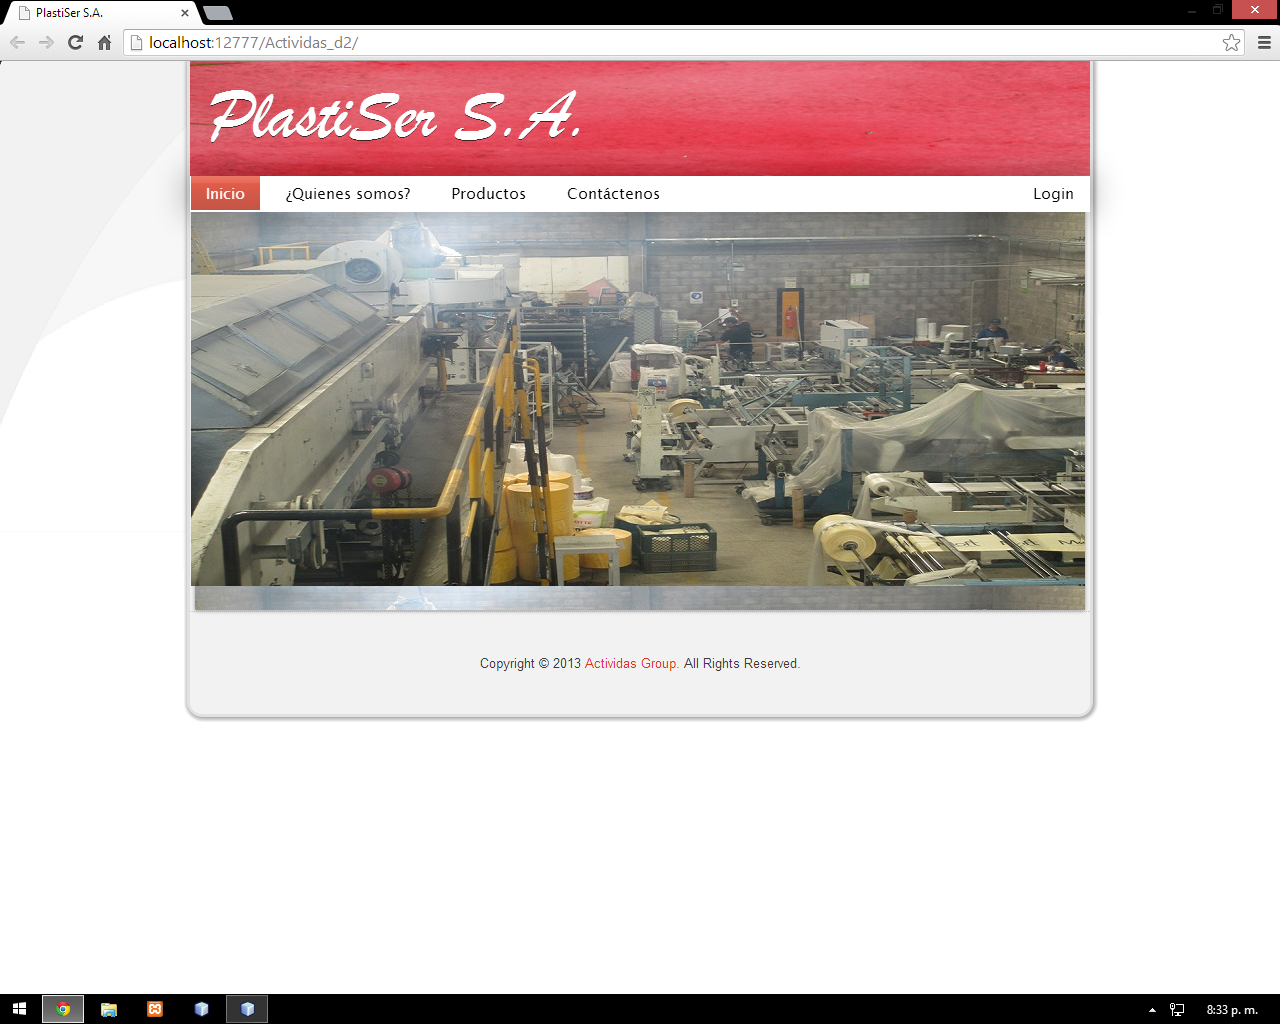 PlastiSer S.A.
localhost:12777/Actividas_d2/
PlastiSer S.A.
Inicio ¿Quienes somos? Productos Contáctenos Login
Copyright © 2013 Actividas Group. All Rights Reserved.
8:33 p. m.